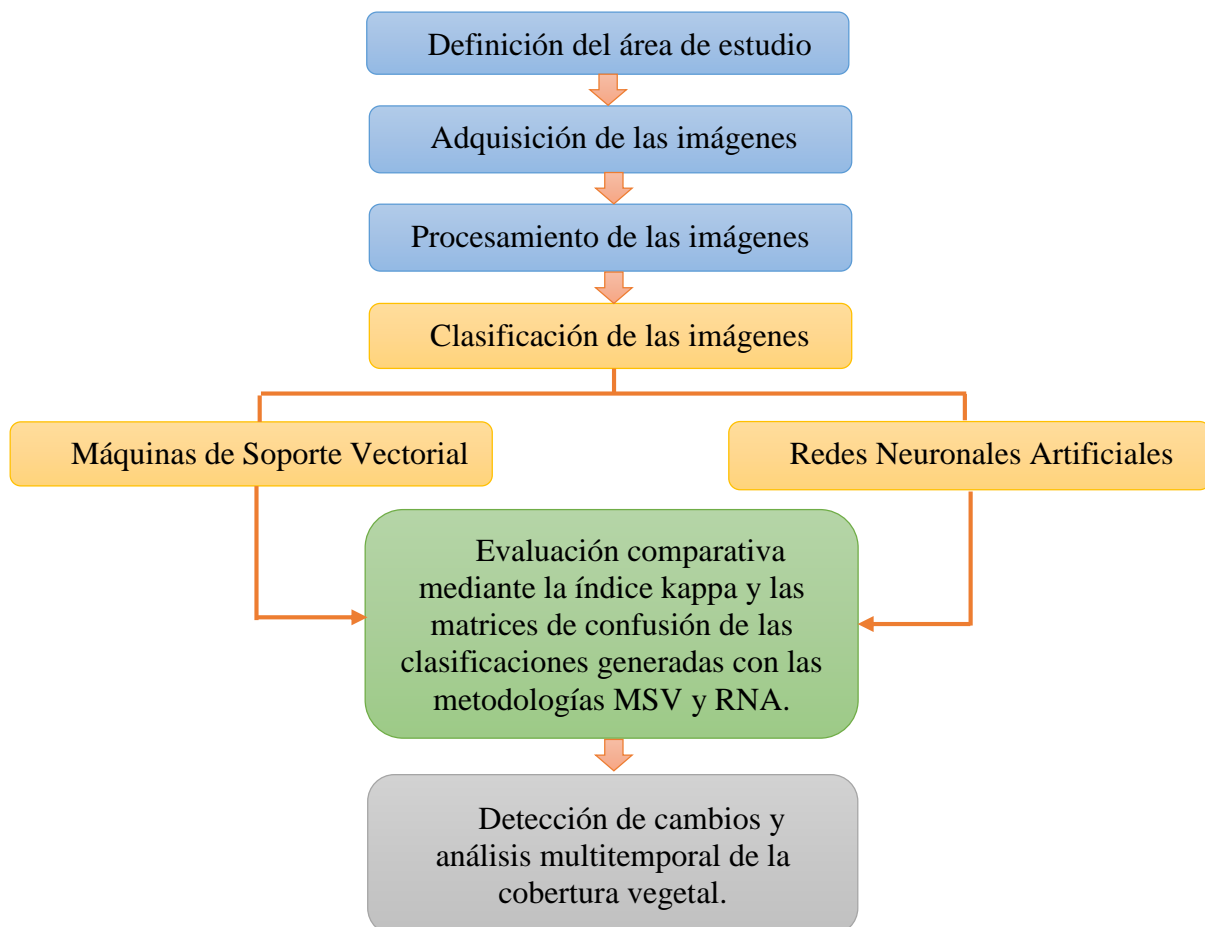 Definición del área de estudio
Adquisición de las imágenes
Procesamiento de las imágenes
Clasificación de las imágenes
Máquinas de Soporte Vectorial
Redes Neuronales Artificiales
Evaluación comparativa
mediante la índice kappa y las
matrices de confusión de las
clasificaciones generadas con las
metodologías MSV y RNA.
Detección de cambios y
análisis multitemporal de la
cobertura vegetal.